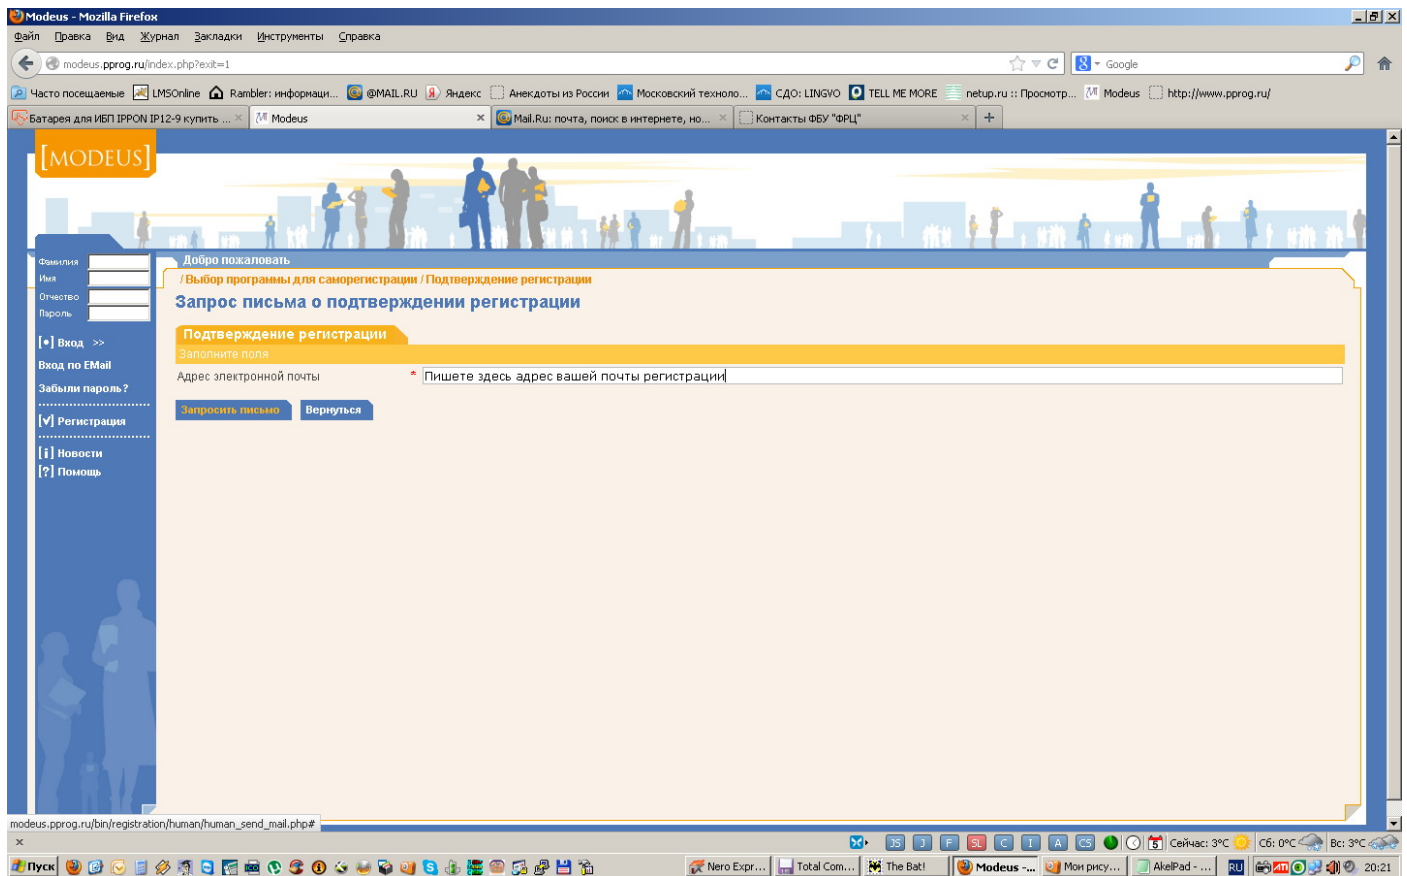 Modeus - Mozilla Firefox
Файл Правка Вид Журнал Закладки Инструменты Справка
modeus.pprog.ru/index.php?exit=1
Google
Часто посещаемые LMSOnline Rambler: информаци... @MAIL.RU Яндекс Анекдоты из России Московский техноло... СДО: LINGVO TELL ME MORE netup.ru :: Просмотр... Modeus http://www.pprog.ru/
Батарея для ИБП IPPON IP12-9 купить ... Modeus Mail.Ru: почта, поиск в интернете, но... Контакты ФБУ "ФРЦ"
[MODEUS]
Фамилия
Имя
Отчество
Пароль
[•] Вход >>
Вход по EMail
Забыли пароль?
[v] Регистрация
[i] Новости
[?] Помощь
Добро пожаловать
/ Выбор программы для саморегистрации / Подтверждение регистрации
Запрос письма о подтверждении регистрации
Подтверждение регистрации
Заполните поля
Адрес электронной почты * Пишете здесь адрес вашей почты регистрации
Запросить письмо Вернуться
modeus.pprog.ru/bin/registration/human/human_send_mail.php#
JS J F SL C I A CS 5 Сейчас: 3°C Сб: 0°C Вс: 3°C
Пуск Nero Expr... Total Com... The Bat! Modeus -... Мои рису... AkelPad - ... RU 20:21